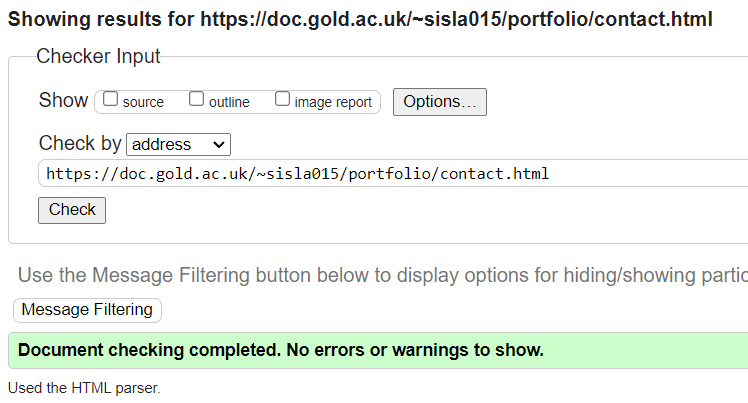 Showing results for https://doc.gold.ac.uk/~sisla015/portfolio/contact.html
Checker Input
Show source outline image report Options...
Check by address
https://doc.gold.ac.uk/~sisla015/portfolio/contact.html
Check
Use the Message Filtering button below to display options for hiding/showing partic
Message Filtering
Document checking completed. No errors or warnings to show.
Used the HTML parser.